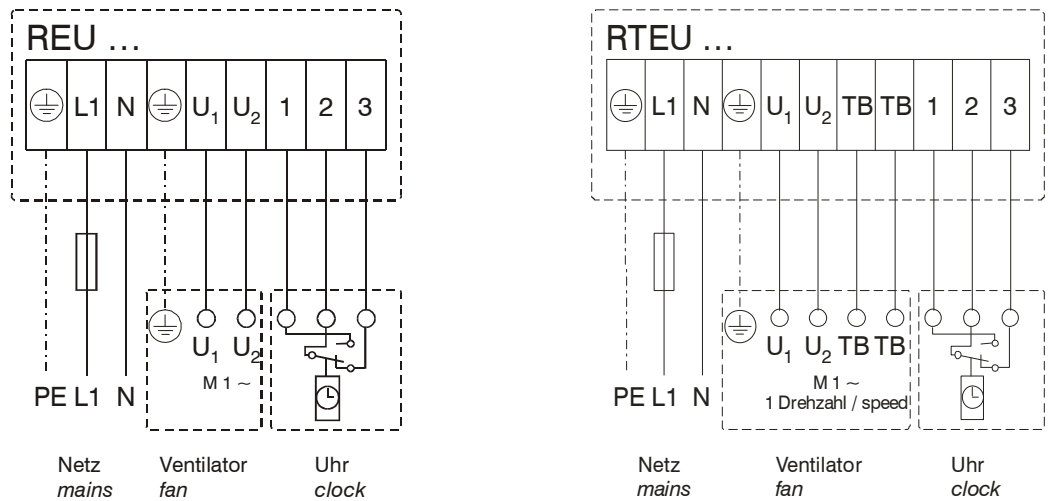 REU ...
L1 N U1 U2 1 2 3
U1 U2
M 1 ~
PE L1 N
Netz
mains
Ventilator
fan
Uhr
clock
RTEU ...
L1 N U1 U2 TB TB 1 2 3
U1 U2 TB TB
M 1 ~
1 Drehzahl / speed
PE L1 N
Netz
mains
Ventilator
fan
Uhr
clock